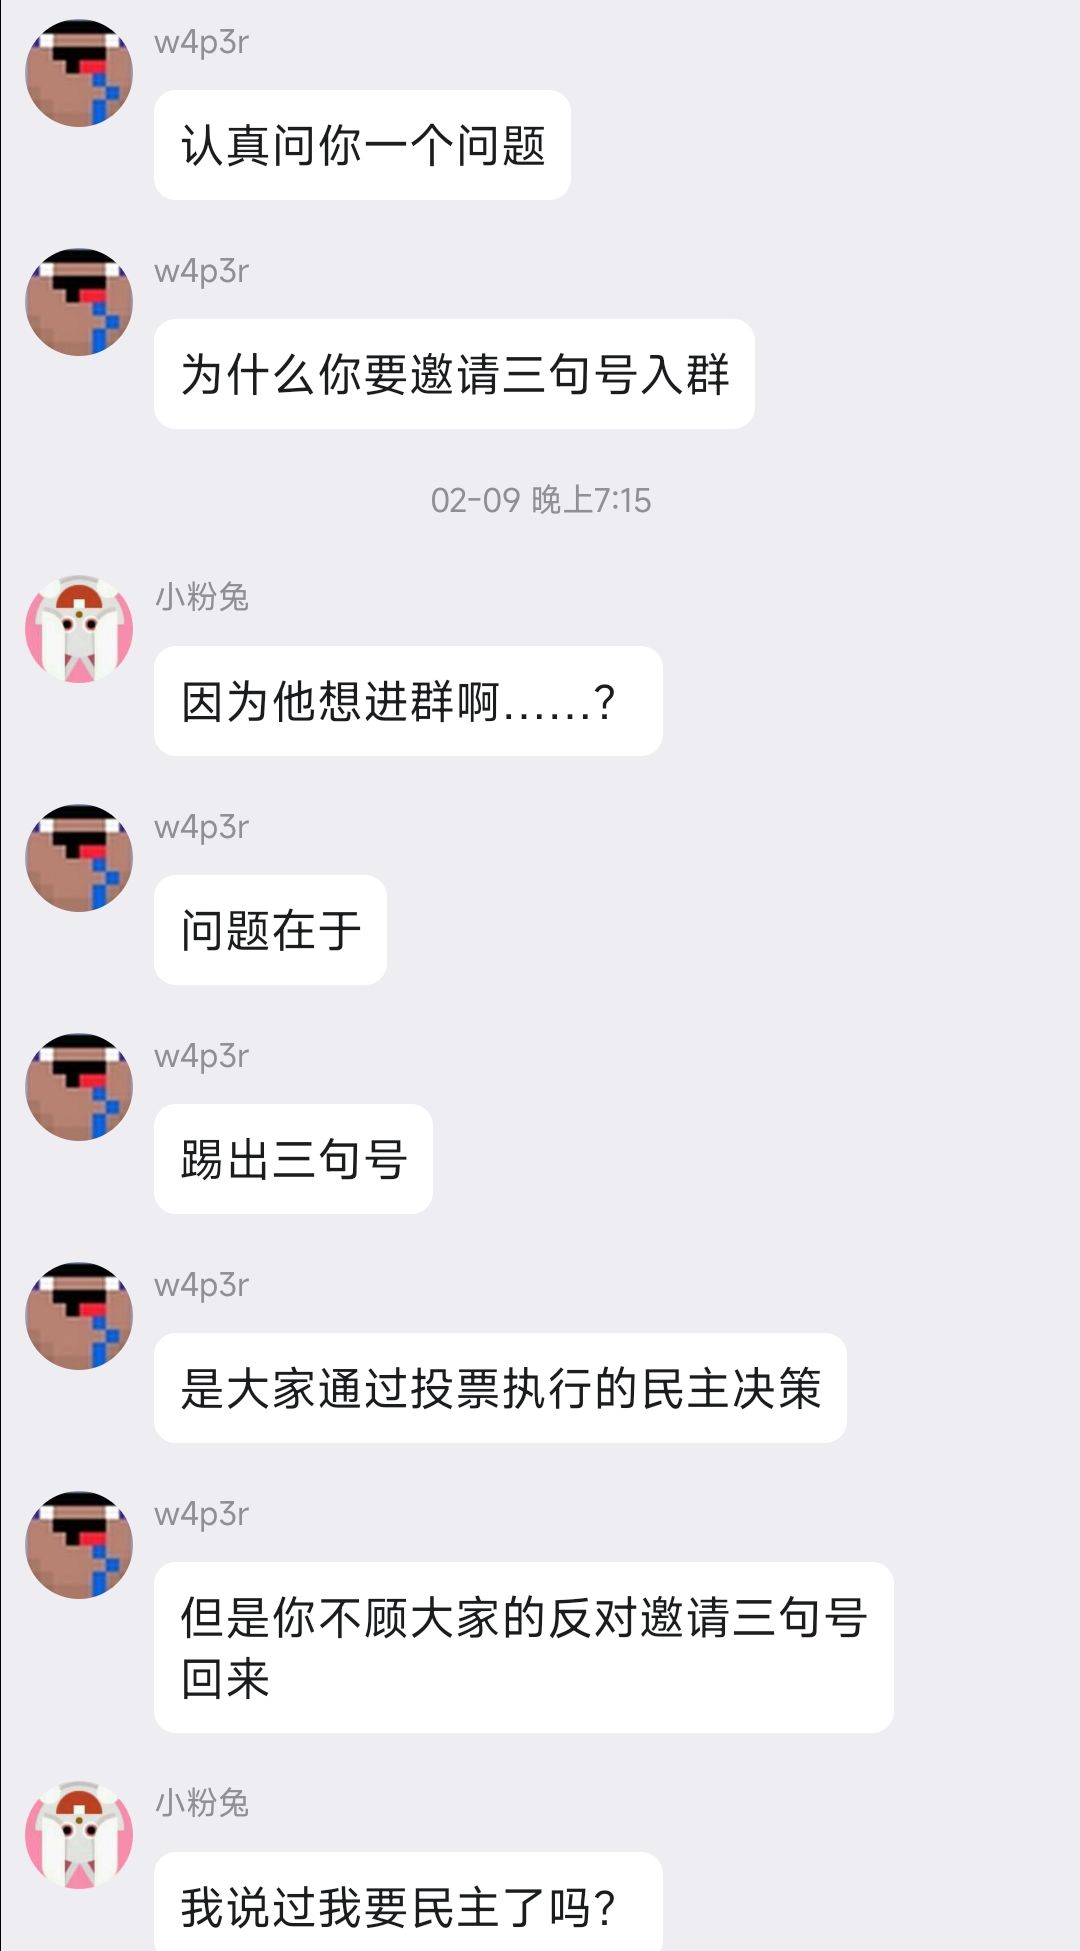 w4p3r
认真问你一个问题
w4p3r
为什么你要邀请三句号入群
02-09 晚上7:15
小粉兔
因为他想进群啊……?
w4p3r
问题在于
w4p3r
踢出三句号
w4p3r
是大家通过投票执行的民主决策
w4p3r
但是你不顾大家的反对邀请三句号
回来
小粉兔
我说过我要民主了吗?